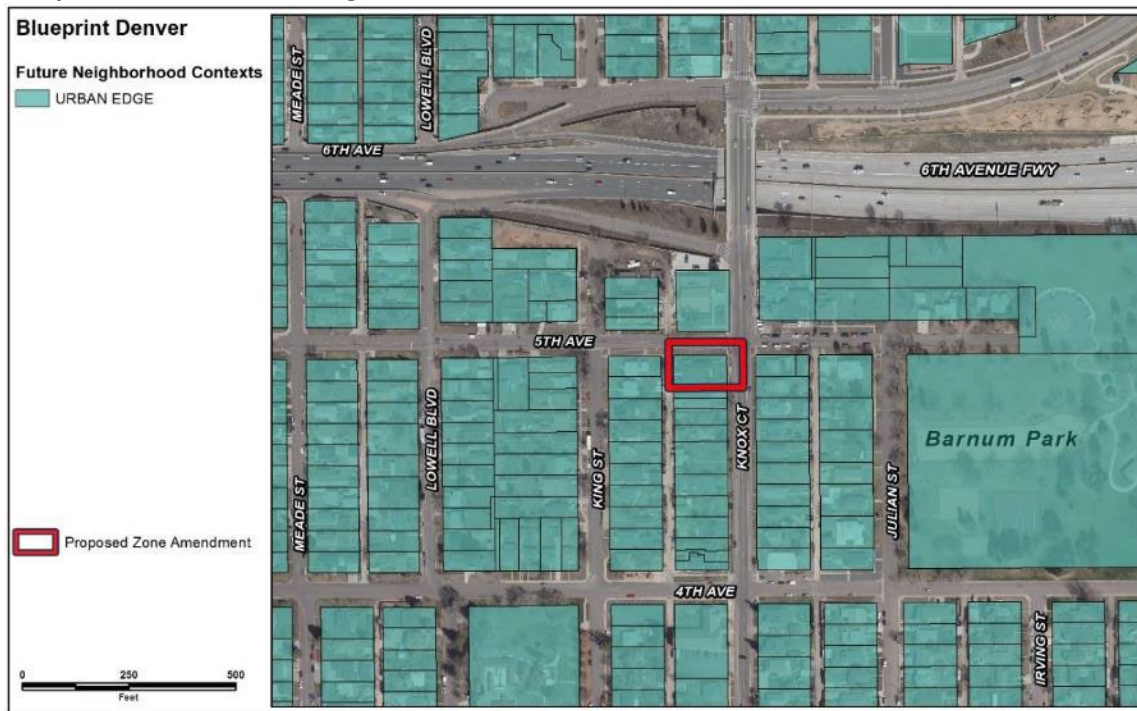 Blueprint Denver
Future Neighborhood Contexts
URBAN EDGE
Proposed Zone Amendment
0 250 500
Feet
MEADE ST
LOWELL BLVD
6TH AVE
6TH AVENUE FWY
5TH AVE
LOWELL BLVD
KING ST
KNOX CT
Barnum Park
MEADE ST
JULIAN ST
4TH AVE
IRVING ST